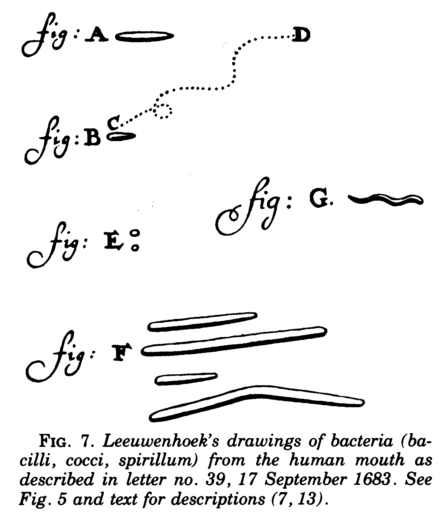 fig: A
D
C.
fig: B
fig: G.
fig: E
fig: F
FIG. 7. Leeuwenhoek's drawings of bacteria (ba-
cilli, cocci, spirillum) from the human mouth as
described in letter no. 39, 17 September 1683. See
Fig. 5 and text for descriptions (7, 13).